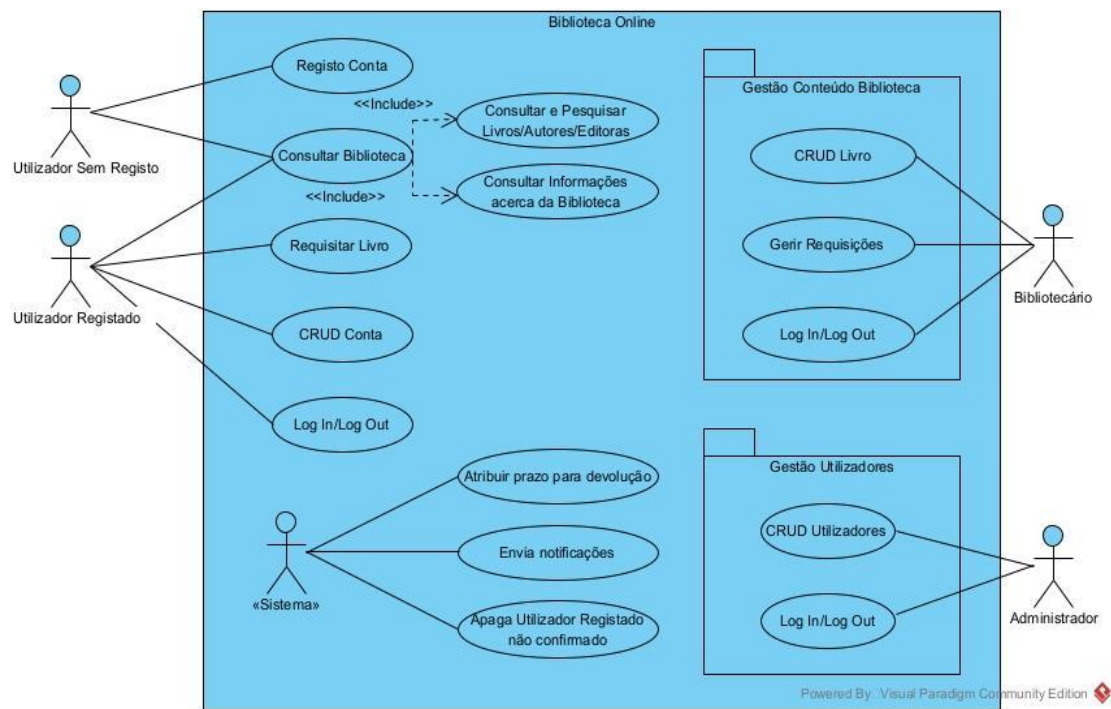 Biblioteca Online
Registo Conta
Utilizador Sem Registo
Consultar Biblioteca
<<Include>>
<<Include>>
Consultar e Pesquisar
Livros/Autores/Editoras
Consultar Informações
acerca da Biblioteca
Utilizador Registado
Requisitar Livro
CRUD Conta
Log In/Log Out
Gestão Conteúdo Biblioteca
CRUD Livro
Gerir Requisições
Log In/Log Out
Bibliotecário
«Sistema»
Atribuir prazo para devolução
Envia notificações
Apaga Utilizador Registado
não confirmado
Gestão Utilizadores
CRUD Utilizadores
Log In/Log Out
Administrador
Powered By Visual Paradigm Community Edition